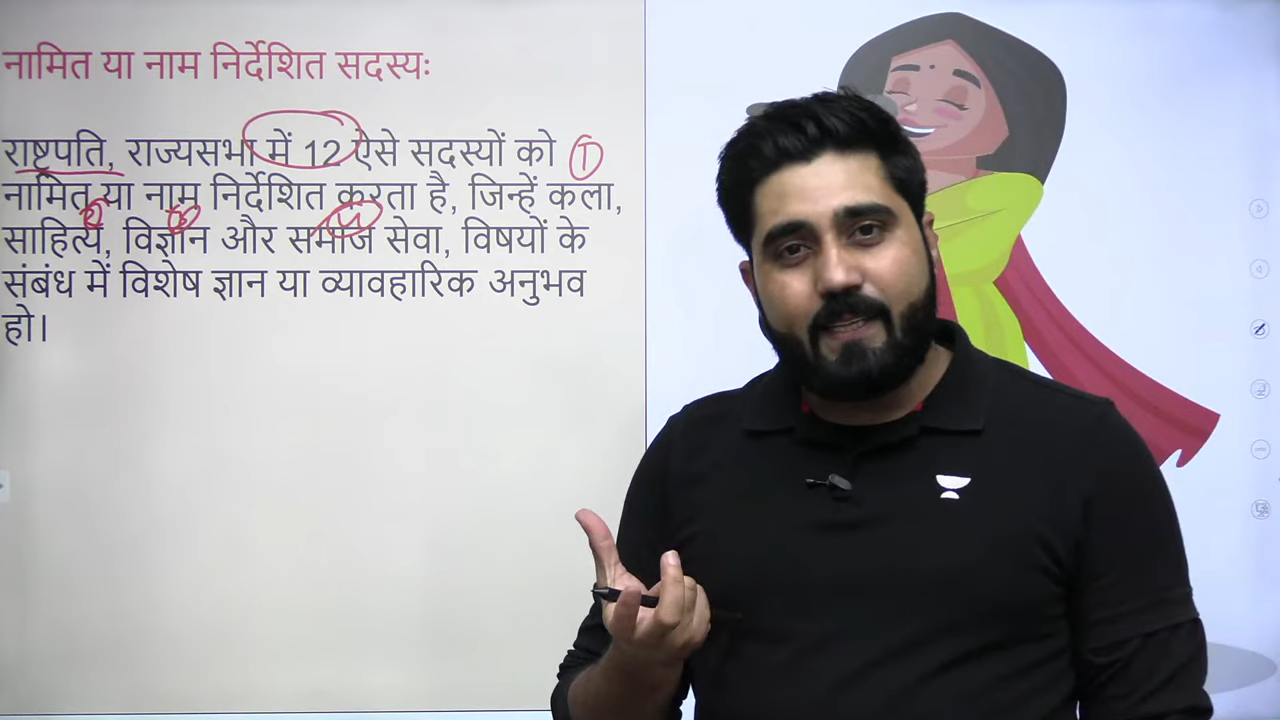 नामित या नाम निर्देशित सदस्यः
राष्ट्रपति, राज्यसभा में 12 ऐसे सदस्यों को
नामित या नाम निर्देशित करता है, जिन्हें कला,
साहित्य, विज्ञान और समाज सेवा, विषयों के
संबंध में विशेष ज्ञान या व्यावहारिक अनुभव
हो।